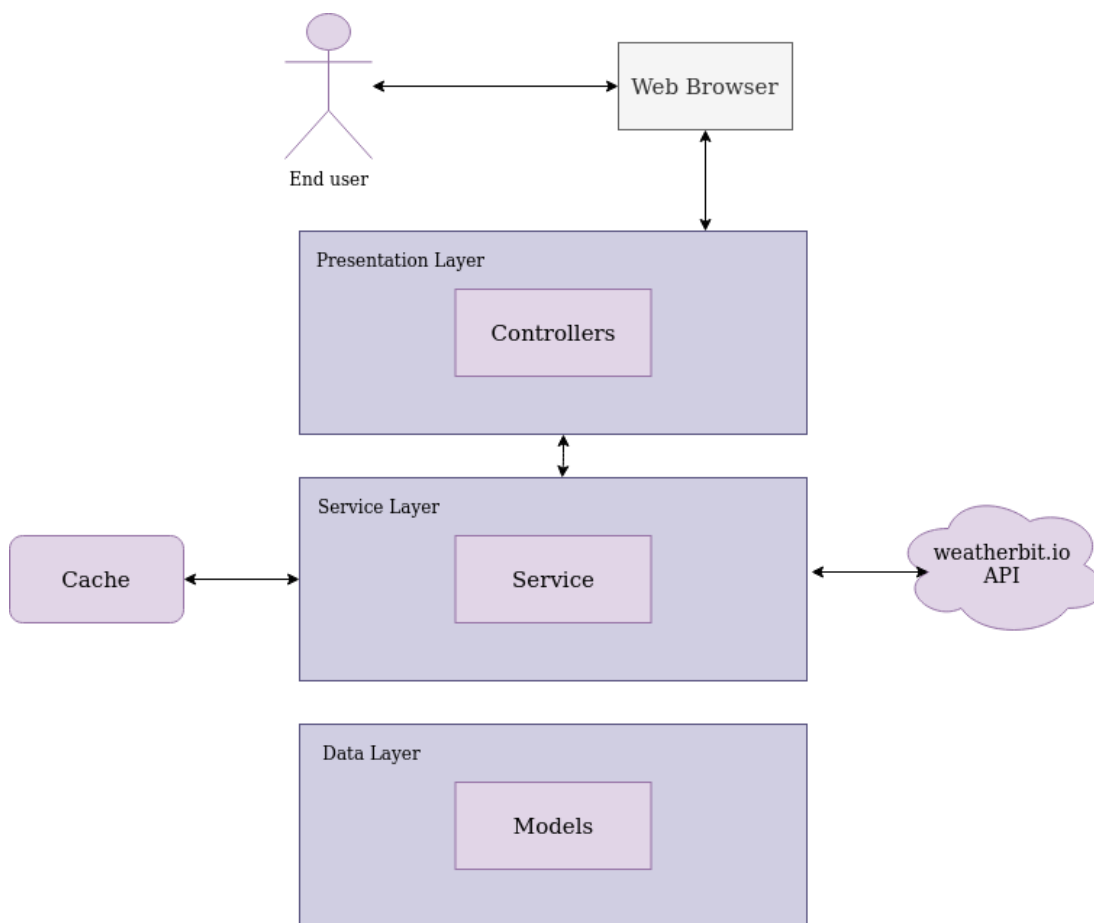 Web Browser
End user
Presentation Layer
Controllers
Service Layer
Cache
Service
weatherbit.io
API
Data Layer
Models